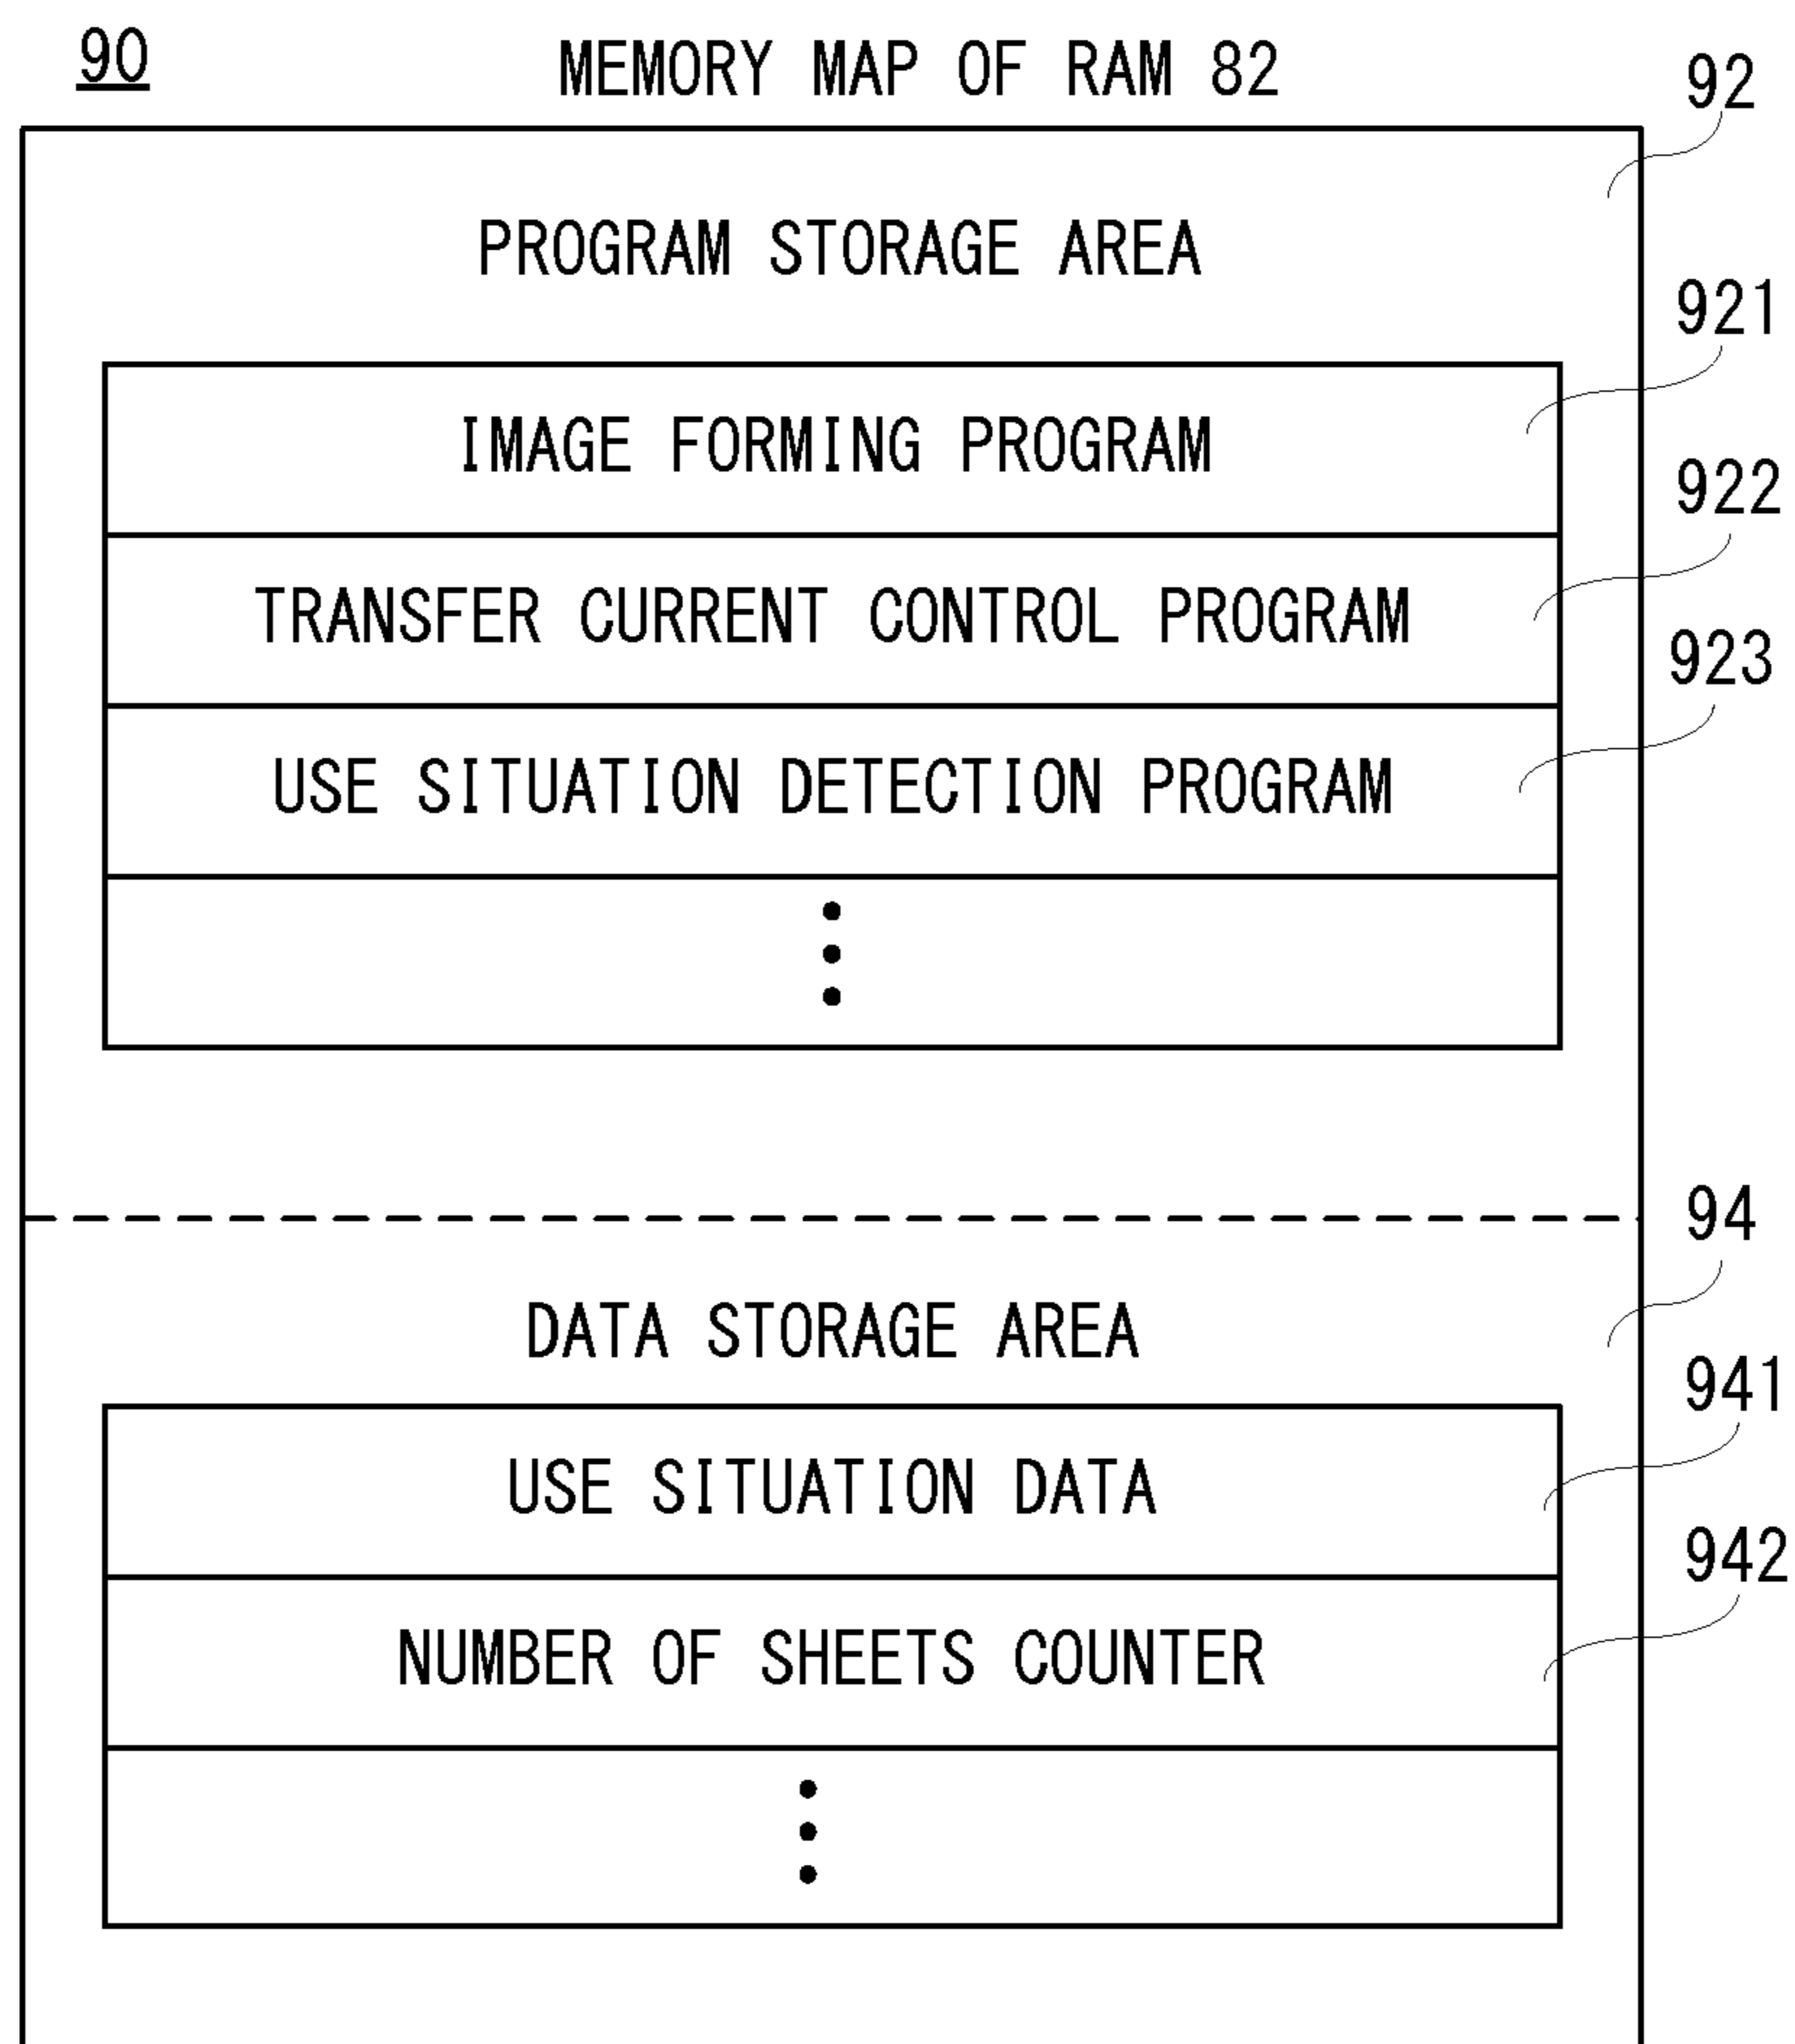 90
MEMORY MAP OF RAM 82
92
PROGRAM STORAGE AREA
921
IMAGE FORMING PROGRAM
922
TRANSFER CURRENT CONTROL PROGRAM
923
USE SITUATION DETECTION PROGRAM
94
DATA STORAGE AREA
941
USE SITUATION DATA
942
NUMBER OF SHEETS COUNTER